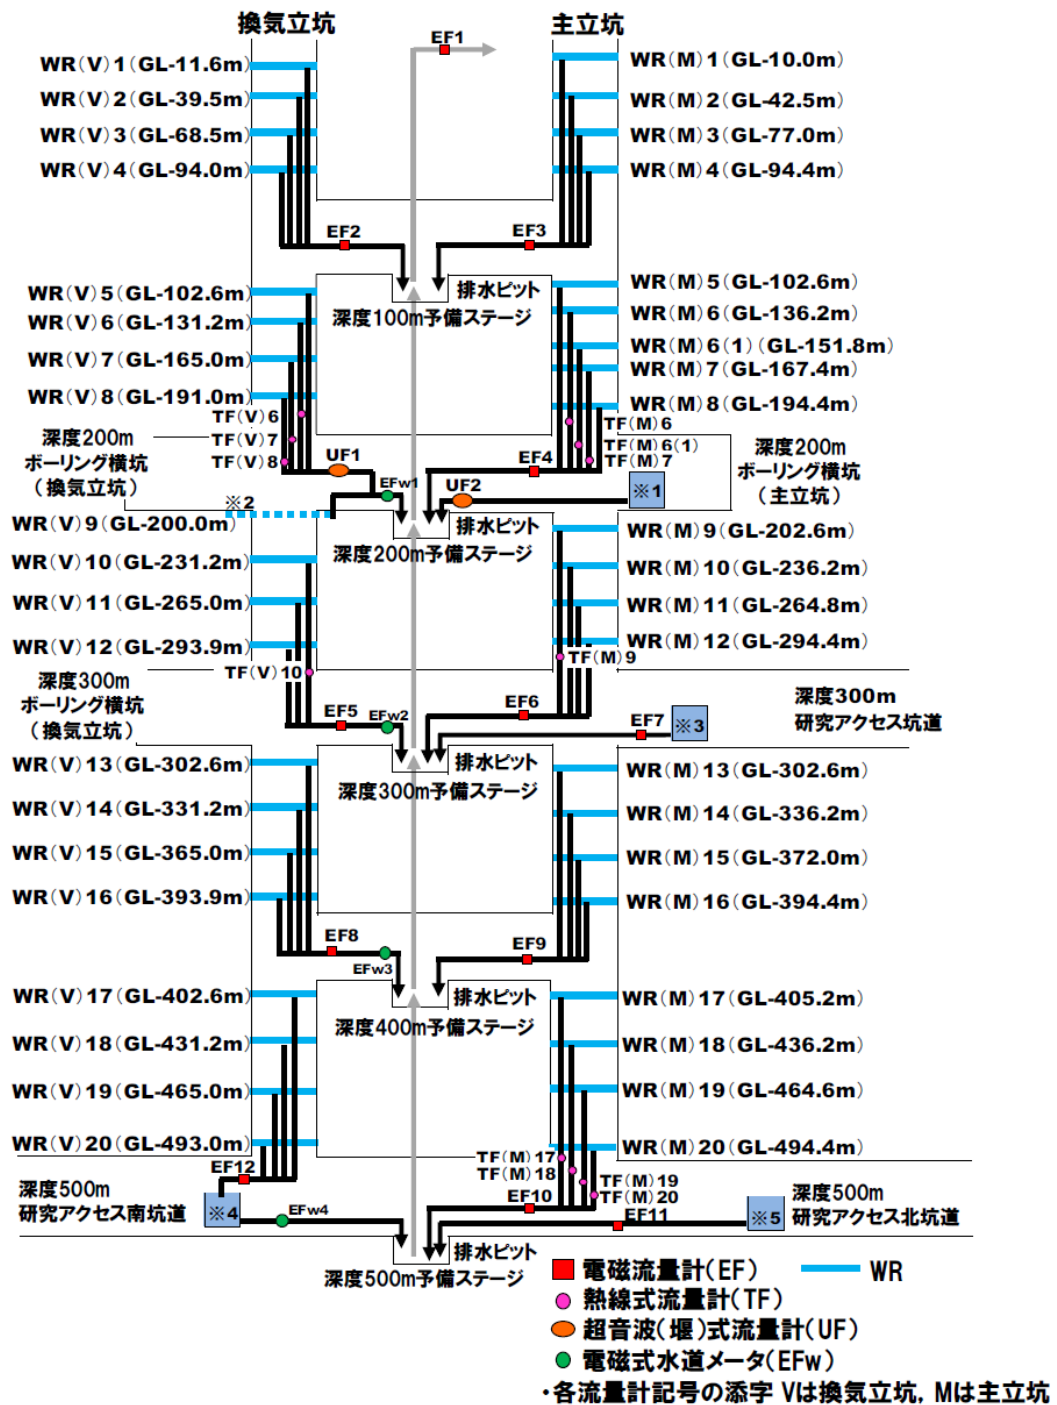 換気立坑
主立坑
EF1
WR(V)1(GL-11.6m)
WR(V)2(GL-39.5m)
WR(V)3(GL-68.5m)
WR(V)4(GL-94.0m)
WR(M)1(GL-10.0m)
WR(M)2(GL-42.5m)
WR(M)3(GL-77.0m)
WR(M)4(GL-94.4m)
EF2
EF3
排水ピット
深度100m予備ステージ
WR(V)5(GL-102.6m)
WR(V)6(GL-131.2m)
WR(V)7(GL-165.0m)
WR(V)8(GL-191.0m)
WR(M)5(GL-102.6m)
WR(M)6(GL-136.2m)
WR(M)6(1)(GL-151.8m)
WR(M)7(GL-167.4m)
WR(M)8(GL-194.4m)
TF(V)6
TF(V)7
TF(V)8
TF(M)6
TF(M)6(1)
TF(M)7
深度200m
ボーリング横坑
(換気立坑)
深度200m
ボーリング横坑
(主立坑)
UF1
EF4
EFw1
UF2
※1
※2
排水ピット
深度200m予備ステージ
WR(V)9(GL-200.0m)
WR(V)10(GL-231.2m)
WR(V)11(GL-265.0m)
WR(V)12(GL-293.9m)
WR(M)9(GL-202.6m)
WR(M)10(GL-236.2m)
WR(M)11(GL-264.8m)
WR(M)12(GL-294.4m)
TF(V)10
TF(M)9
深度300m
ボーリング横坑
(換気立坑)
深度300m
研究アクセス坑道
EF5
EFw2
EF6
EF7
※3
排水ピット
深度300m予備ステージ
WR(V)13(GL-302.6m)
WR(V)14(GL-331.2m)
WR(V)15(GL-365.0m)
WR(V)16(GL-393.9m)
WR(M)13(GL-302.6m)
WR(M)14(GL-336.2m)
WR(M)15(GL-372.0m)
WR(M)16(GL-394.4m)
EF8
EFw3
EF9
排水ピット
深度400m予備ステージ
WR(V)17(GL-402.6m)
WR(V)18(GL-431.2m)
WR(V)19(GL-465.0m)
WR(V)20(GL-493.0m)
WR(M)17(GL-405.2m)
WR(M)18(GL-436.2m)
WR(M)19(GL-464.6m)
WR(M)20(GL-494.4m)
TF(M)17
TF(M)18
TF(M)19
TF(M)20
EF12
深度500m
研究アクセス南坑道
※4
EFw4
EF10
EF11
※5
深度500m
研究アクセス北坑道
排水ピット
深度500m予備ステージ
電磁流量計(EF)
WR
熱線式流量計(TF)
超音波(堰)式流量計(UF)
電磁式水道メータ(EFw)
・各流量計記号の添字 Vは換気立坑, Mは主立坑